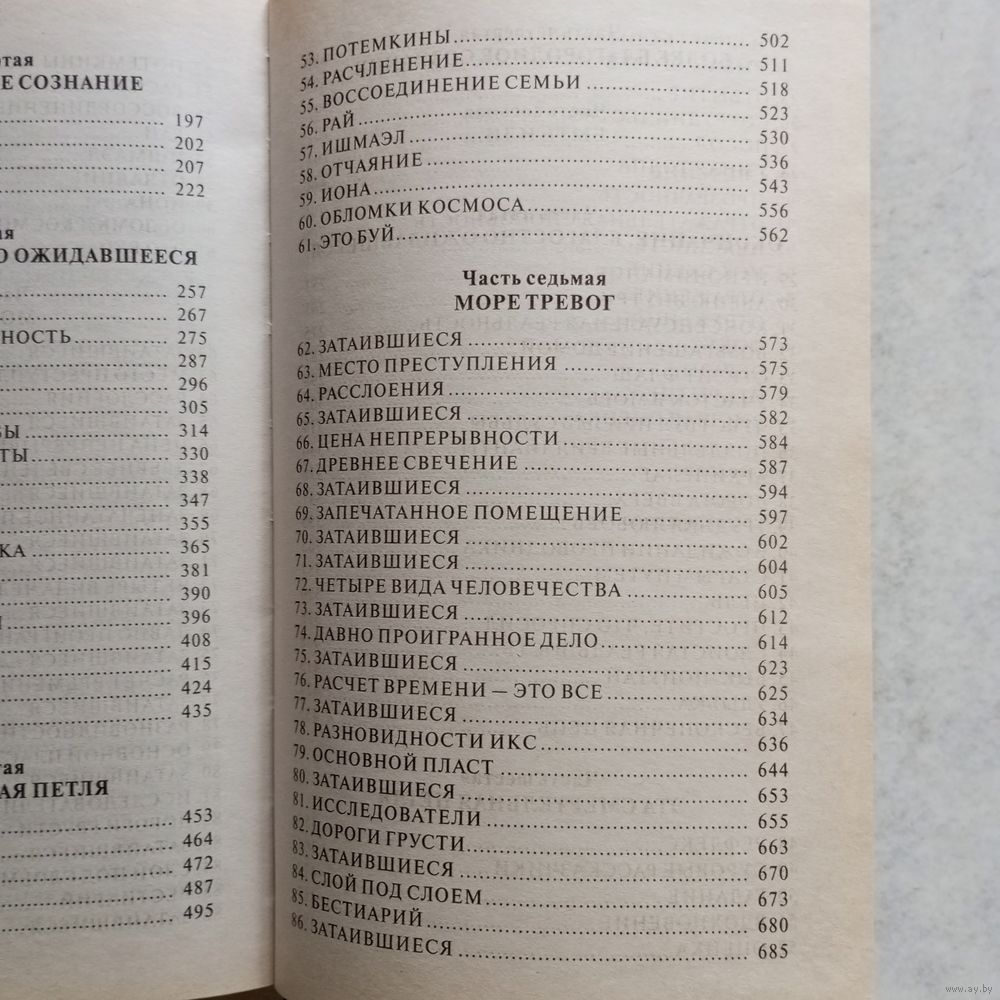 Е СОЗНАНИЕ
197
202
207
222
О ОЖИДАВШЕЕСЯ
257
267
НОСТЬ 275
287
296
305
314
330
338
347
355
КА 365
381
390
396
408
415
424
435
АЯ ПЕТЛЯ
453
464
472
487
495
53. ПОТЕМКИНЫ 502
54. РАСЧЛЕНЕНИЕ 511
55. ВОССОЕДИНЕНИЕ СЕМЬИ 518
56. РАЙ 523
57. ИШМАЭЛ 530
58. ОТЧАЯНИЕ 536
59. ИОНА 543
60. ОБЛОМКИ КОСМОСА 556
61. ЭТО БУЙ 562
Часть седьмая
МОРЕ ТРЕВОГ
62. ЗАТАИВШИЕСЯ 573
63. МЕСТО ПРЕСТУПЛЕНИЯ 575
64. РАССЛОЕНИЯ 579
65. ЗАТАИВШИЕСЯ 582
66. ЦЕНА НЕПРЕРЫВНОСТИ 584
67. ДРЕВНЕЕ СВЕЧЕНИЕ 587
68. ЗАТАИВШИЕСЯ 594
69. ЗАПЕЧАТАННОЕ ПОМЕЩЕНИЕ 597
70. ЗАТАИВШИЕСЯ 602
71. ЗАТАИВШИЕСЯ 604
72. ЧЕТЫРЕ ВИДА ЧЕЛОВЕЧЕСТВА 605
73. ЗАТАИВШИЕСЯ 612
74. ДАВНО ПРОИГРАННОЕ ДЕЛО 614
75. ЗАТАИВШИЕСЯ 623
76. РАСЧЕТ ВРЕМЕНИ — ЭТО ВСЕ 625
77. ЗАТАИВШИЕСЯ 634
78. РАЗНОВИДНОСТИ ИКС 636
79. ОСНОВНОЙ ПЛАСТ 644
80. ЗАТАИВШИЕСЯ 653
81. ИССЛЕДОВАТЕЛИ 655
82. ДОРОГИ ГРУСТИ 663
83. ЗАТАИВШИЕСЯ 670
84. СЛОЙ ПОД СЛОЕМ 673
85. БЕСТИАРИЙ 680
86. ЗАТАИВШИЕСЯ 685
www.ay.by